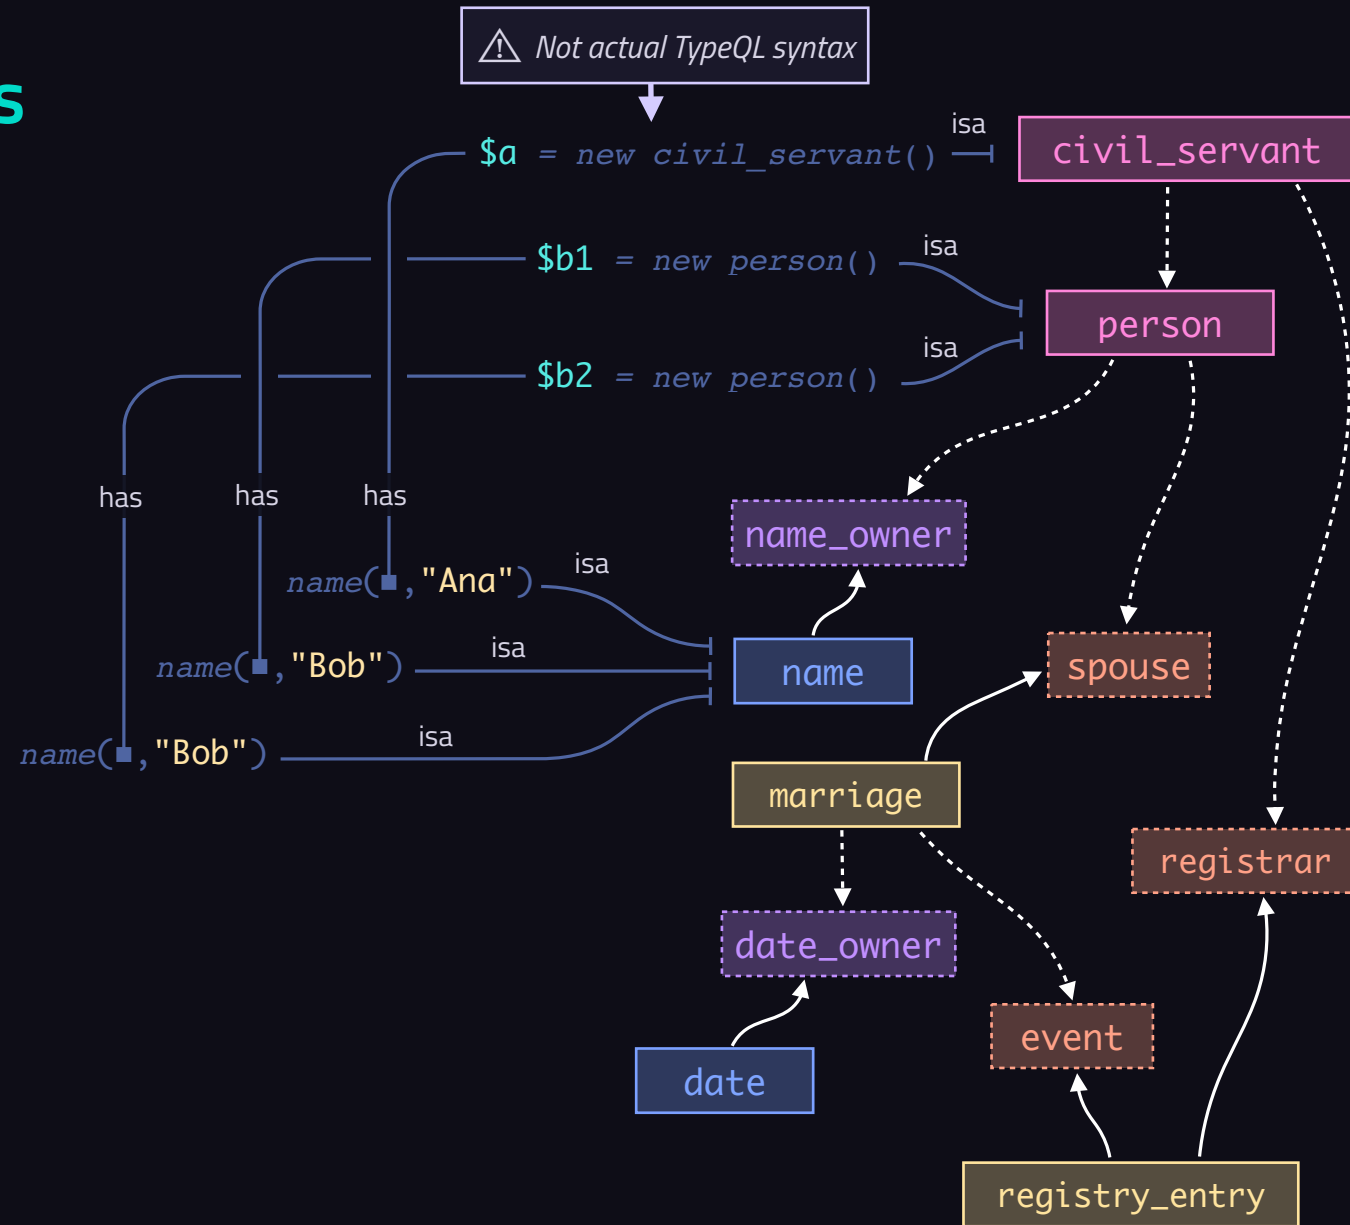 ⚠ Not actual TypeQL syntax
s
isa
$a = new civil_servant()
civil_servant
isa
$b1 = new person()
person
isa
$b2 = new person()
has
has
has
name_owner
isa
name(■,"Ana")
isa
name(■,"Bob")
name
spouse
isa
name(■,"Bob")
marriage
registrar
date_owner
event
date
registry_entry